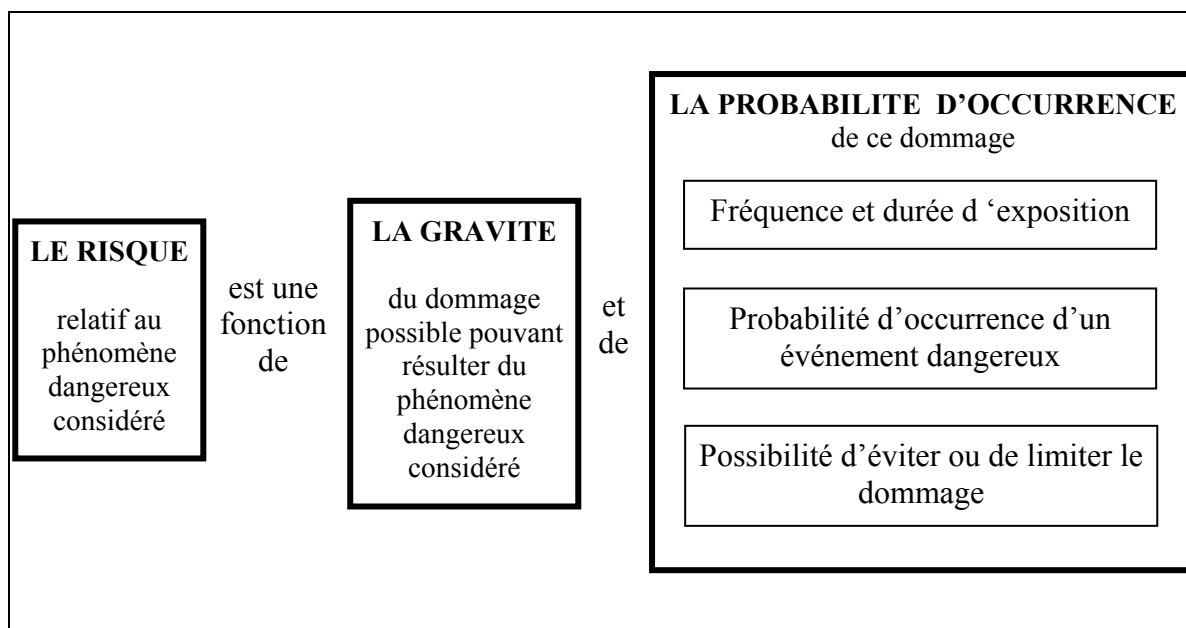 LE RISQUE
relatif au
phénomène
dangereux
considéré
est une
fonction
de
LA GRAVITE
du dommage
possible pouvant
résulter du
phénomène
dangereux
considéré
et
de
LA PROBABILITE D’OCCURRENCE
de ce dommage
Fréquence et durée d ‘exposition
Probabilité d’occurrence d’un
événement dangereux
Possibilité d’éviter ou de limiter le
dommage